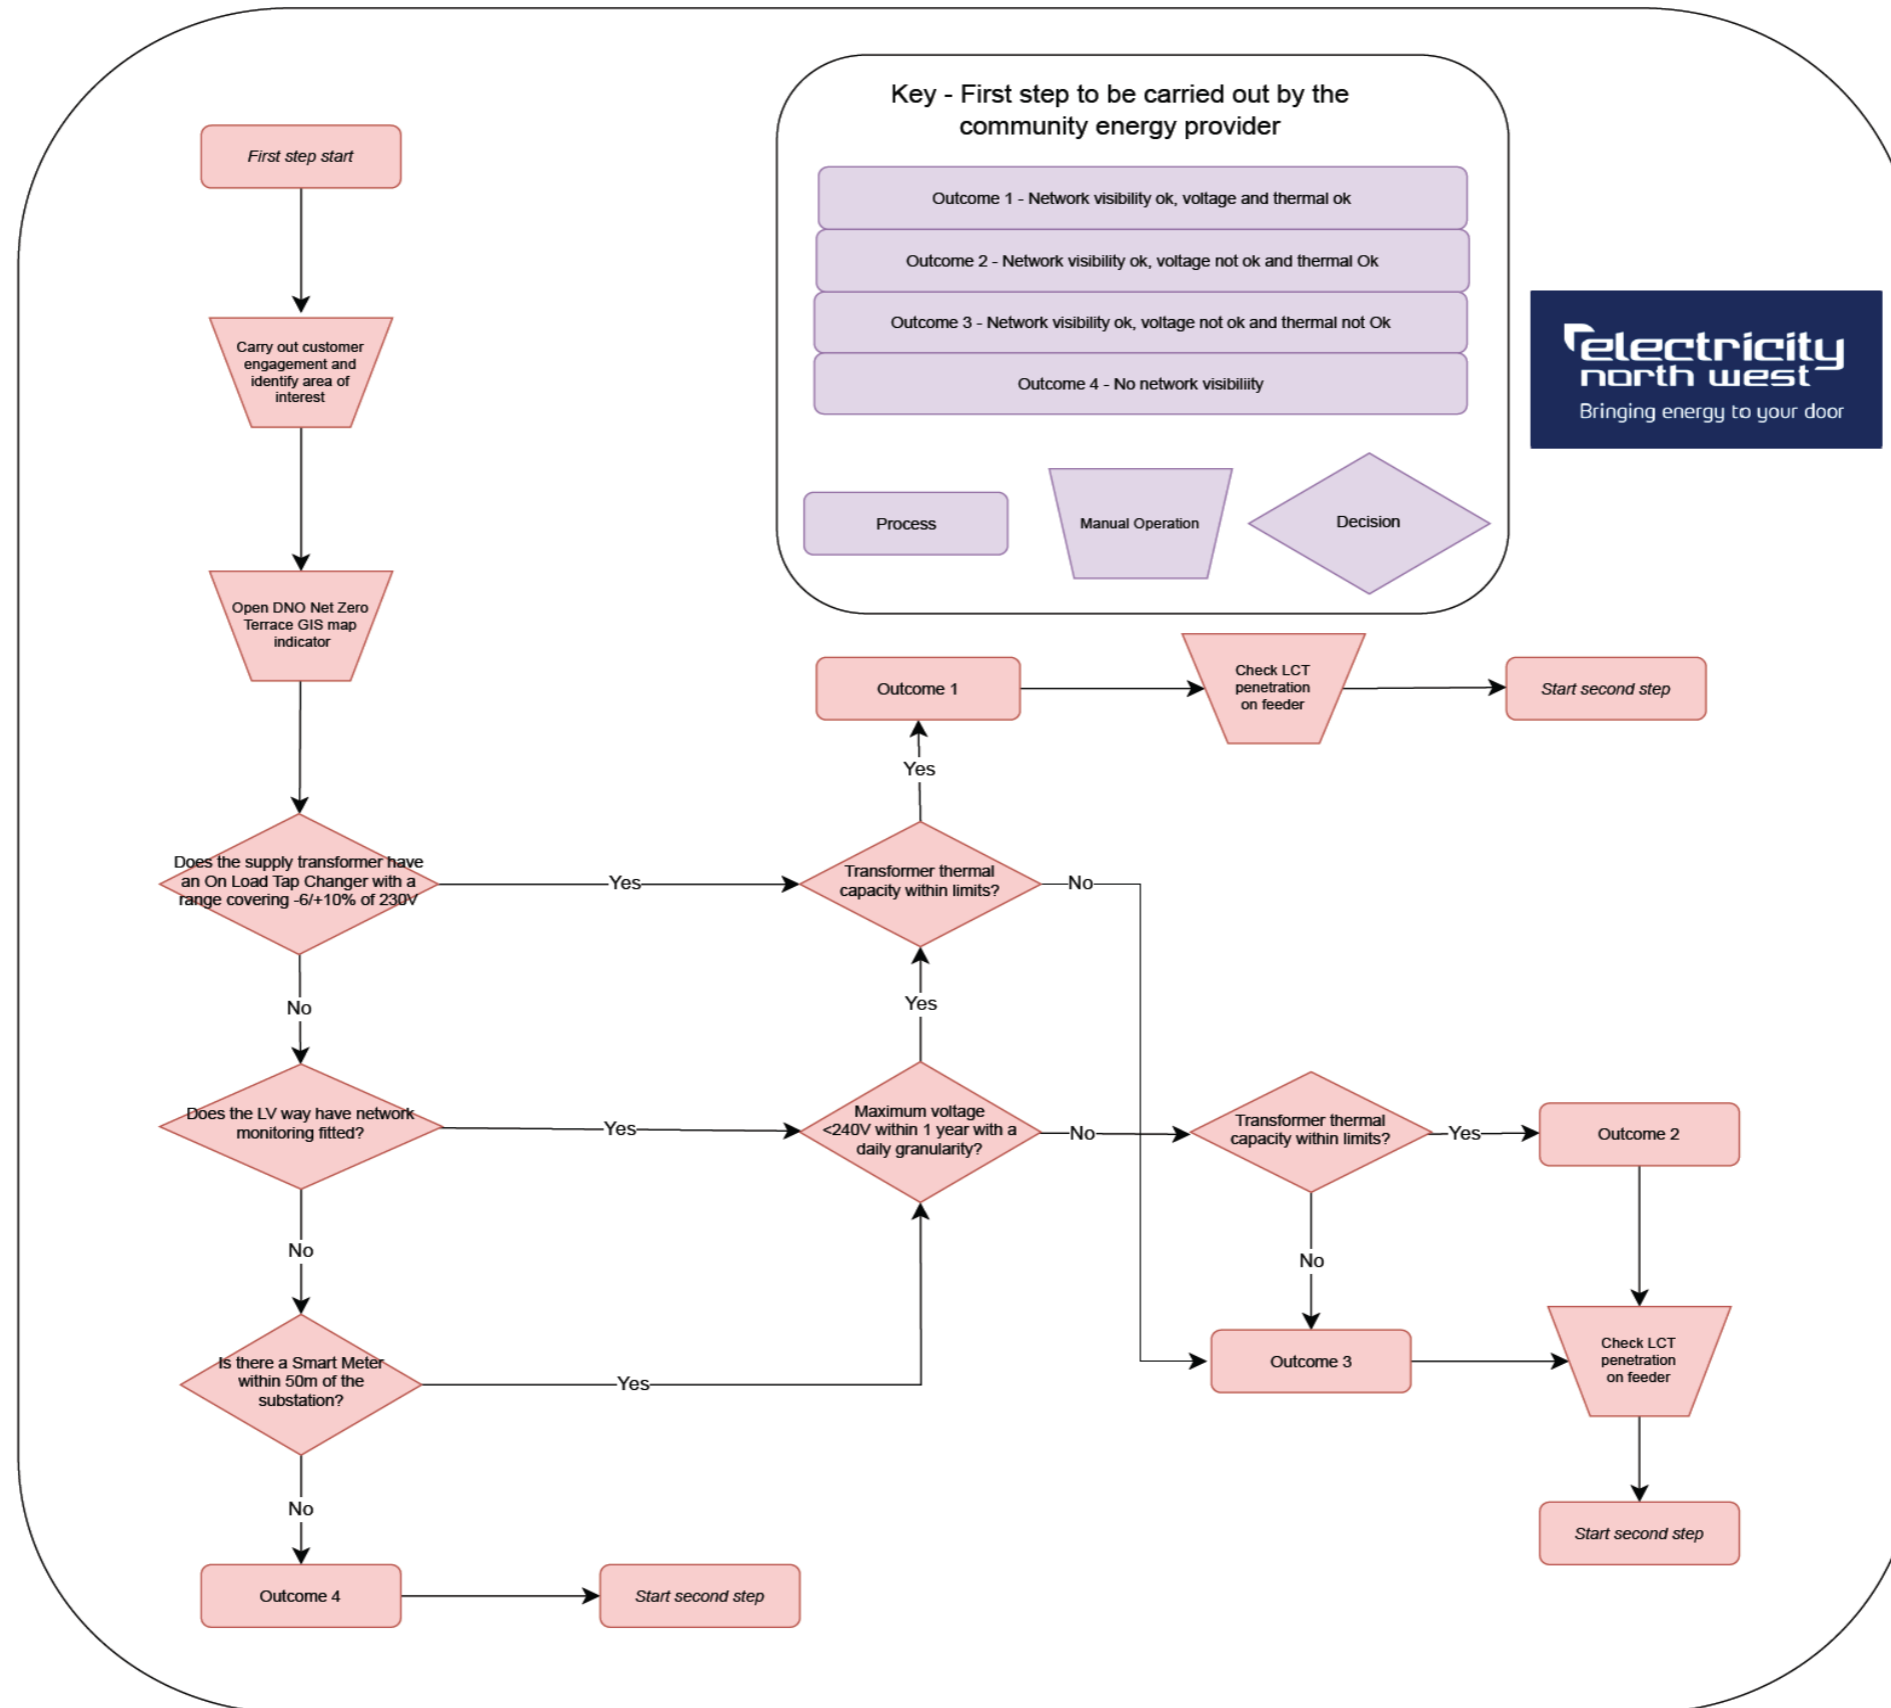 Key - First step to be carried out by the
community energy provider
Outcome 1 - Network visibility ok, voltage and thermal ok
Outcome 2 - Network visibility ok, voltage not ok and thermal Ok
Outcome 3 - Network visibility ok, voltage not ok and thermal not Ok
Outcome 4 - No network visibiliity
Process
Manual Operation
Decision
electricity
north west
Bringing energy to your door
First step start
Carry out customer
engagement and
identify area of
interest
Open DNO Net Zero
Terrace GIS map
indicator
Does the supply transformer have
an On Load Tap Changer with a
range covering -6/+10% of 230V
Yes
No
Does the LV way have network
monitoring fitted?
Yes
No
Is there a Smart Meter
within 50m of the
substation?
Yes
No
Outcome 4
Start second step
Outcome 1
Check LCT
penetration
on feeder
Start second step
Yes
Transformer thermal
capacity within limits?
No
Yes
Maximum voltage
<240V within 1 year with a
daily granularity?
No
Transformer thermal
capacity within limits?
Yes
Outcome 2
No
Outcome 3
Check LCT
penetration
on feeder
Start second step